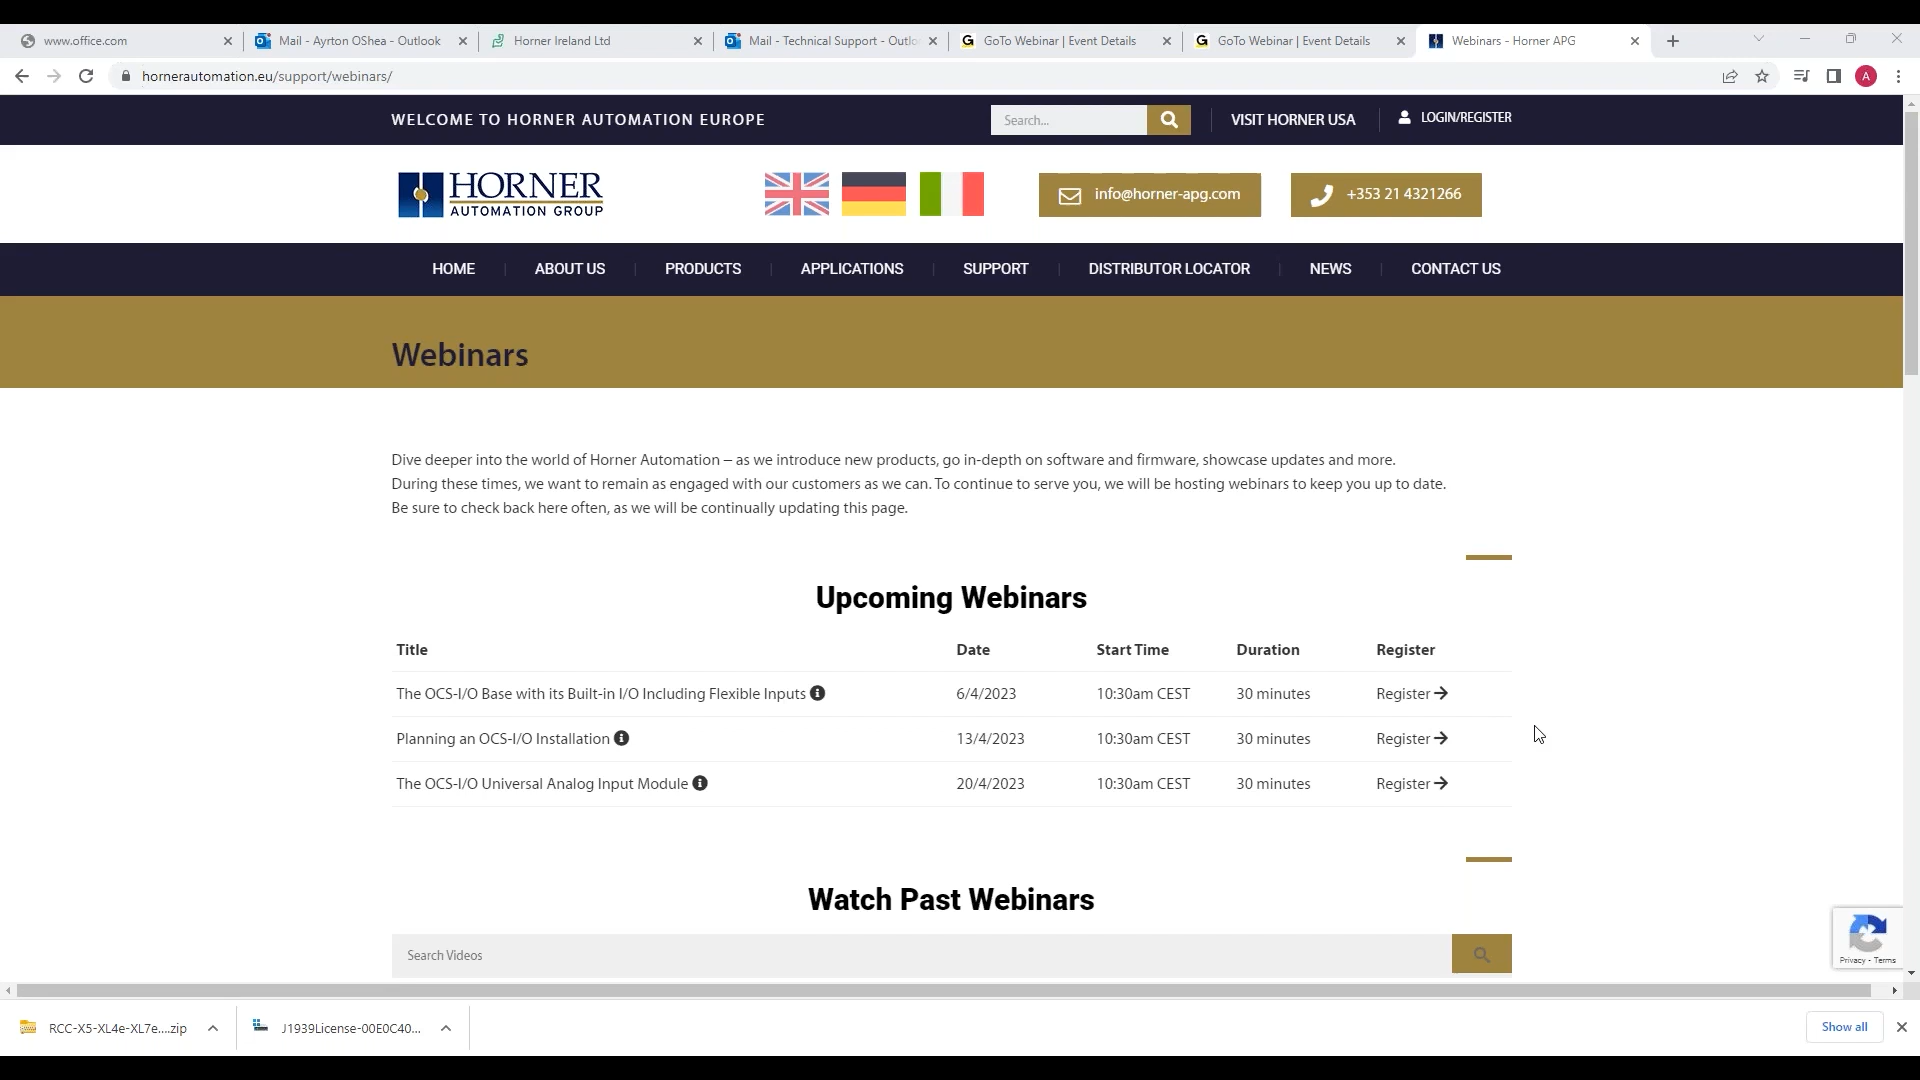 www.office.com
Mail - Ayrton OShea - Outlook
Horner Ireland Ltd
Mail - Technical Support - Outlo
GoTo Webinar | Event Details
GoTo Webinar | Event Details
Webinars - Horner APG
hornerautomation.eu/support/webinars/
A
WELCOME TO HORNER AUTOMATION EUROPE
Search...
VISIT HORNER USA
LOGIN/REGISTER
HORNER
AUTOMATION GROUP
info@horner-apg.com
+353 21 4321266
HOME
ABOUT US
PRODUCTS
APPLICATIONS
SUPPORT
DISTRIBUTOR LOCATOR
NEWS
CONTACT US
Webinars
Dive deeper into the world of Horner Automation – as we introduce new products, go in-depth on software and firmware, showcase updates and more.
During these times, we want to remain as engaged with our customers as we can. To continue to serve you, we will be hosting webinars to keep you up to date.
Be sure to check back here often, as we will be continually updating this page.
Upcoming Webinars
Title Date Start Time Duration Register
The OCS-I/O Base with its Built-in I/O Including Flexible Inputs 6/4/2023 10:30am CEST 30 minutes Register
Planning an OCS-I/O Installation 13/4/2023 10:30am CEST 30 minutes Register
The OCS-I/O Universal Analog Input Module 20/4/2023 10:30am CEST 30 minutes Register
Watch Past Webinars
Search Videos
Privacy - Terms
RCC-X5-XL4e-XL7e....zip
J1939License-00E0C40...
Show all